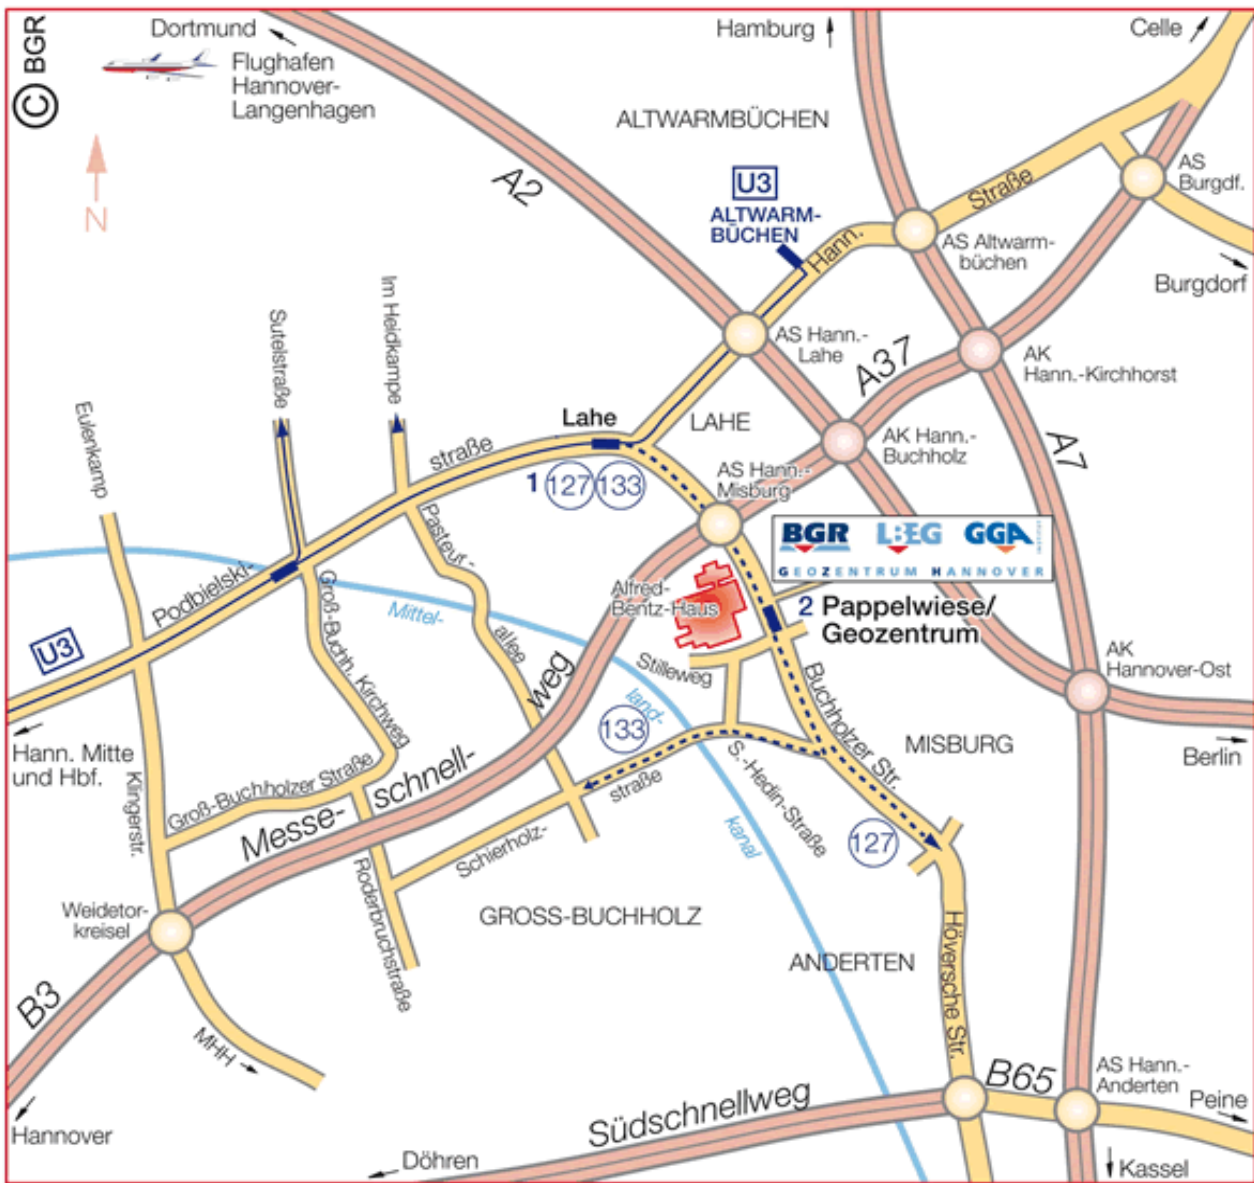 © BGR
Dortmund
Flughafen
Hannover-
Langenhagen
N
Hamburg
Celle
ALTWARMBÜCHEN
A2
U3
ALTWARM-
BÜCHEN
Hann.
Straße
AS
Burgdf.
AS Altwarm-
büchen
Burgdorf
AS Hann.-
Lahe
A37
AK
Hann.-Kirchhorst
Sutelstraße
Im Heidkampe
Eulenkamp
Lahe
LAHE
straße
1 127 133
AS Hann.-
Misburg
AK Hann.-
Buchholz
A7
BGR LBEG GGA
INSTITUT
GEOZENTRUM HANNOVER
Pasteur-
allee
Podbielski-
Groß-Buchh. Kirchweg
Mittel-
land-
kanal
Alfred-
Bentz-Haus
2 Pappelwiese/
Geozentrum
U3
Stilleweg
AK
Hannover-Ost
weg
133
Buchholzer Str.
MISBURG
Berlin
Hann. Mitte
und Hbf.
Klingerstr.
Groß-Buchholzer Straße
Messe-
schnell-
straße
S.-Hedin-Straße
Schierholz-
127
Roderbruchstraße
Weidetor-
kreisel
GROSS-BUCHHOLZ
ANDERTEN
Höversche Str.
B3
MHH
Hannover
Südschnellweg
B65
AS Hann.-
Anderten
Peine
Döhren
Kassel